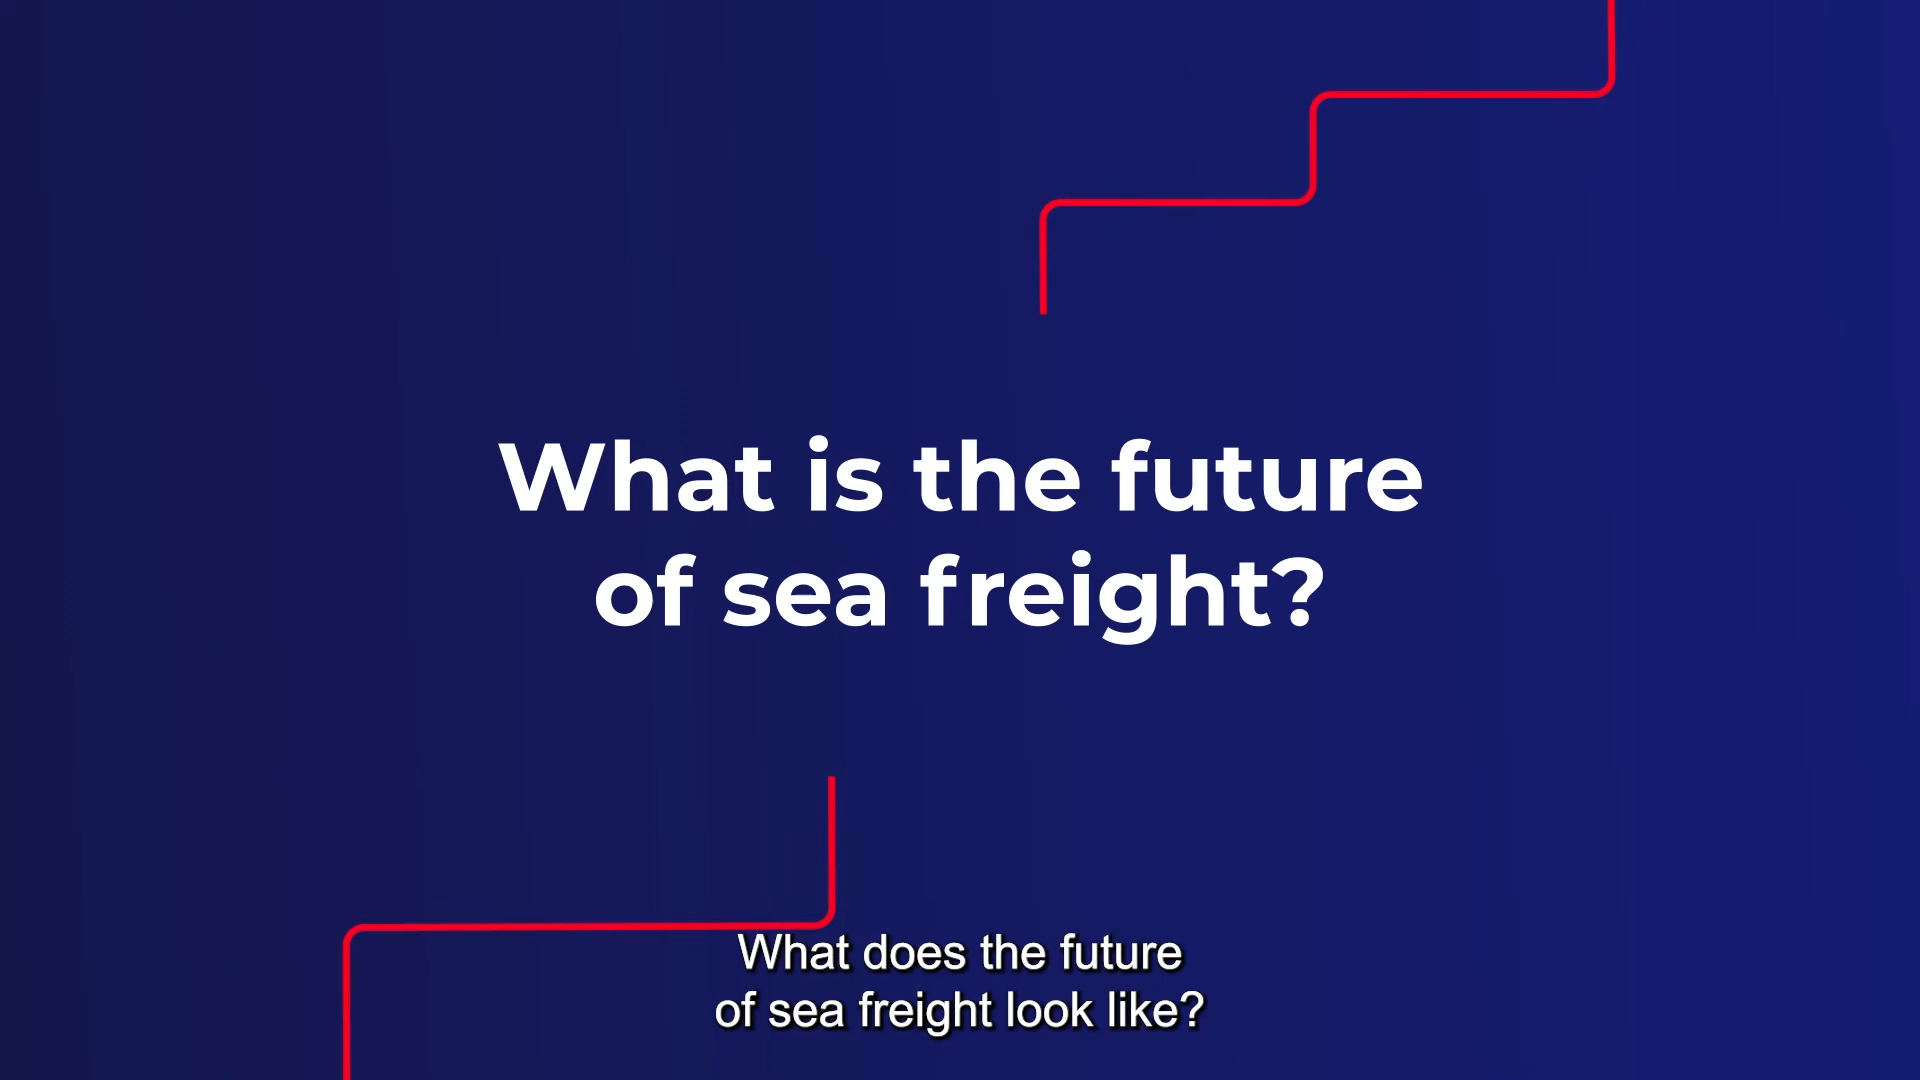 What is the future
of sea freight?
What does the future
of sea freight look like?